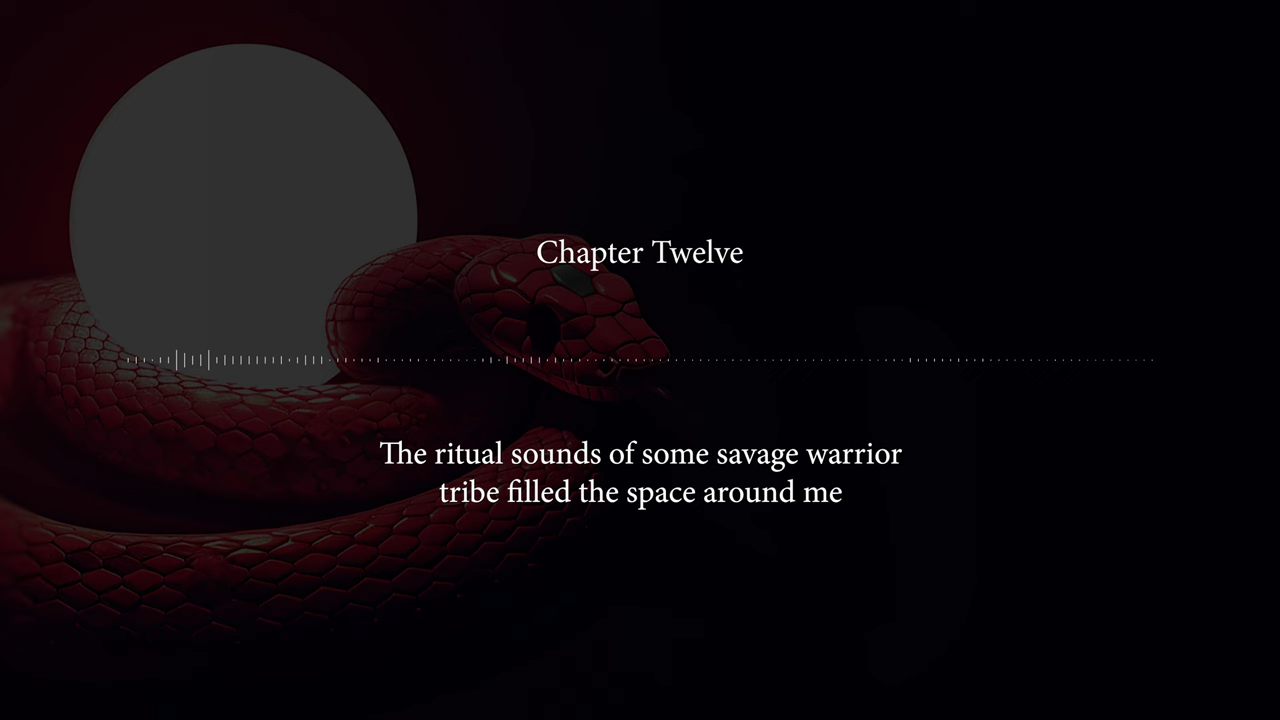 Chapter Twelve
The ritual sounds of some savage warrior
tribe filled the space around me